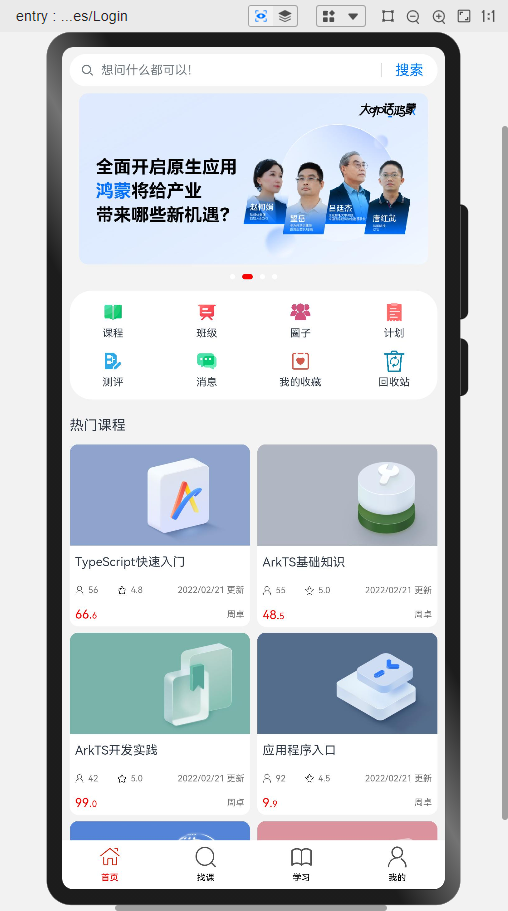 entry : ...es/Login
1:1
想问什么都可以!
搜索
大咖话鸿蒙
全面开启原生应用
鸿蒙将给产业
带来哪些新机遇?
吕廷杰
望岳
课程
班级
圈子
计划
测评
消息
我的收藏
回收站
热门课程
TypeScript快速入门
56
4.8
2022/02/21 更新
66.6
周卓
ArkTS基础知识
55
5.0
2022/02/21 更新
48.5
周卓
ArkTS开发实践
42
5.0
2022/02/21 更新
99.0
周卓
应用程序入口
92
4.5
2022/02/21 更新
9.9
周卓
首页
找课
学习
我的